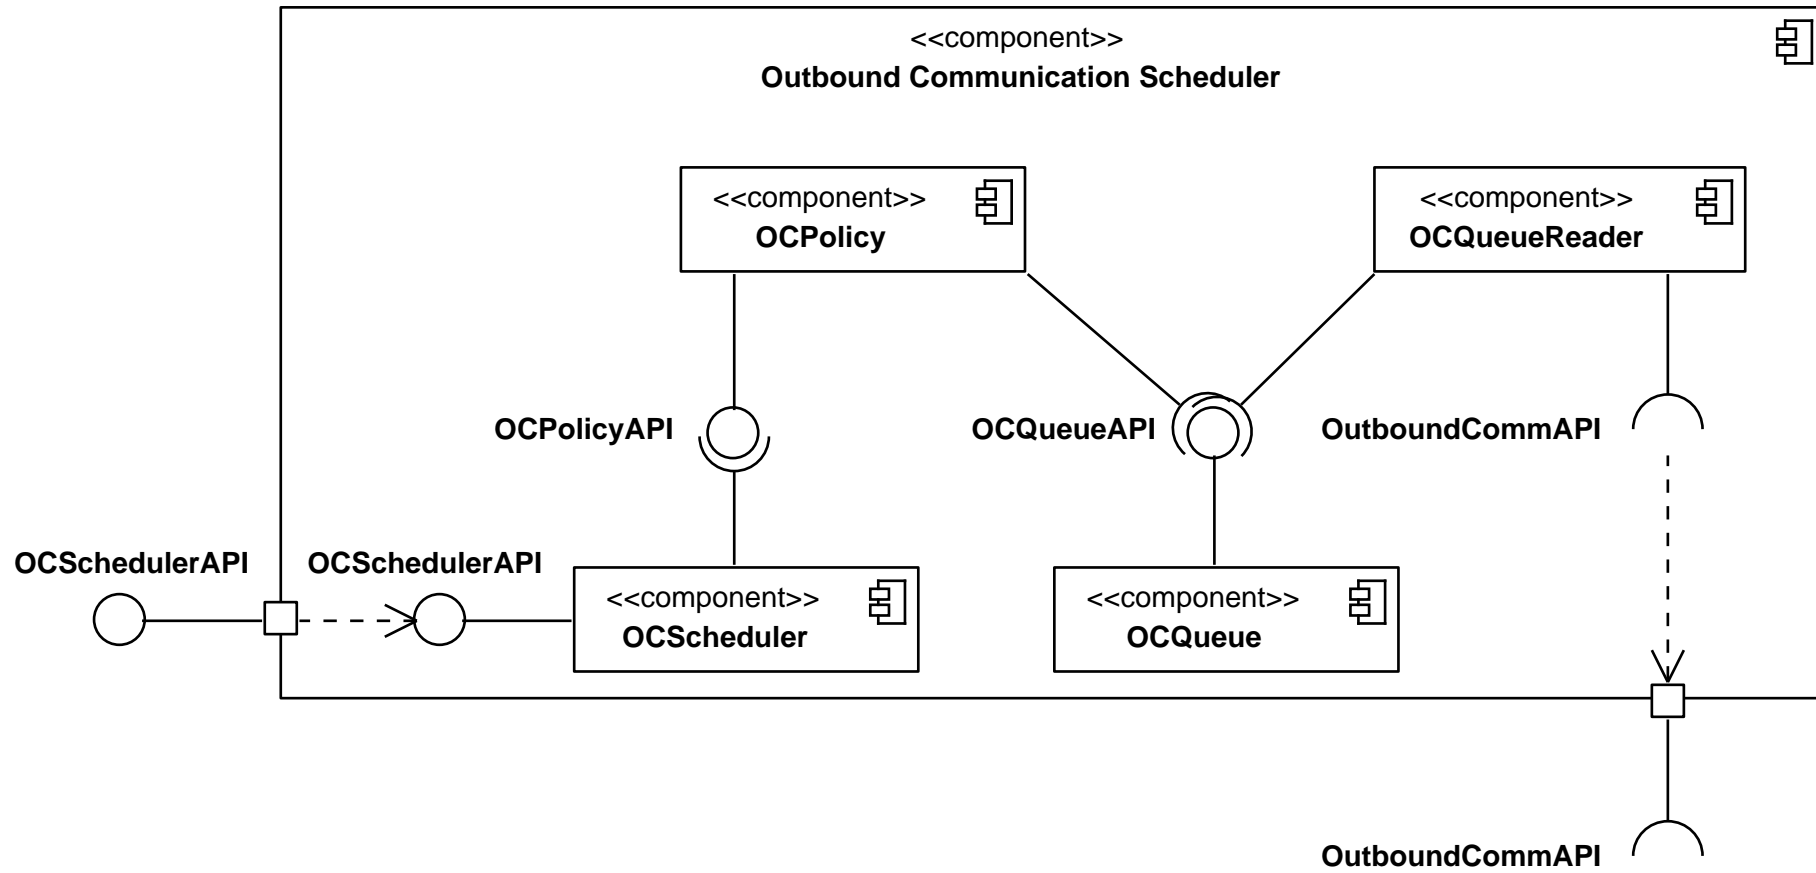 <<component>>
Outbound Communication Scheduler
<<component>>
OCPolicy
<<component>>
OCQueueReader
OCPolicyAPI
OCQueueAPI
OutboundCommAPI
OCSchedulerAPI
OCSchedulerAPI
<<component>>
OCScheduler
<<component>>
OCQueue
OutboundCommAPI